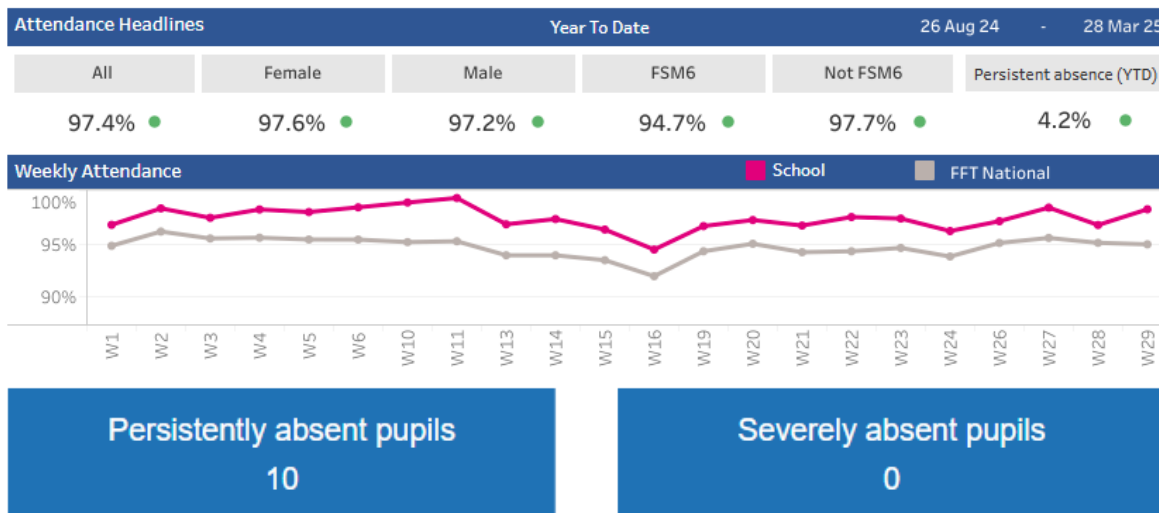 Attendance Headlines Year To Date 26 Aug 24 - 28 Mar 25
All Female Male FSM6 Not FSM6 Persistent absence (YTD)
97.4% 97.6% 97.2% 94.7% 97.7% 4.2%
Weekly Attendance School FFT National
100%
95%
90%
W1 W2 W3 W4 W5 W6 W10 W11 W13 W14 W15 W16 W19 W20 W21 W22 W23 W24 W26 W27 W28 W29
Persistently absent pupils Severely absent pupils
10 0